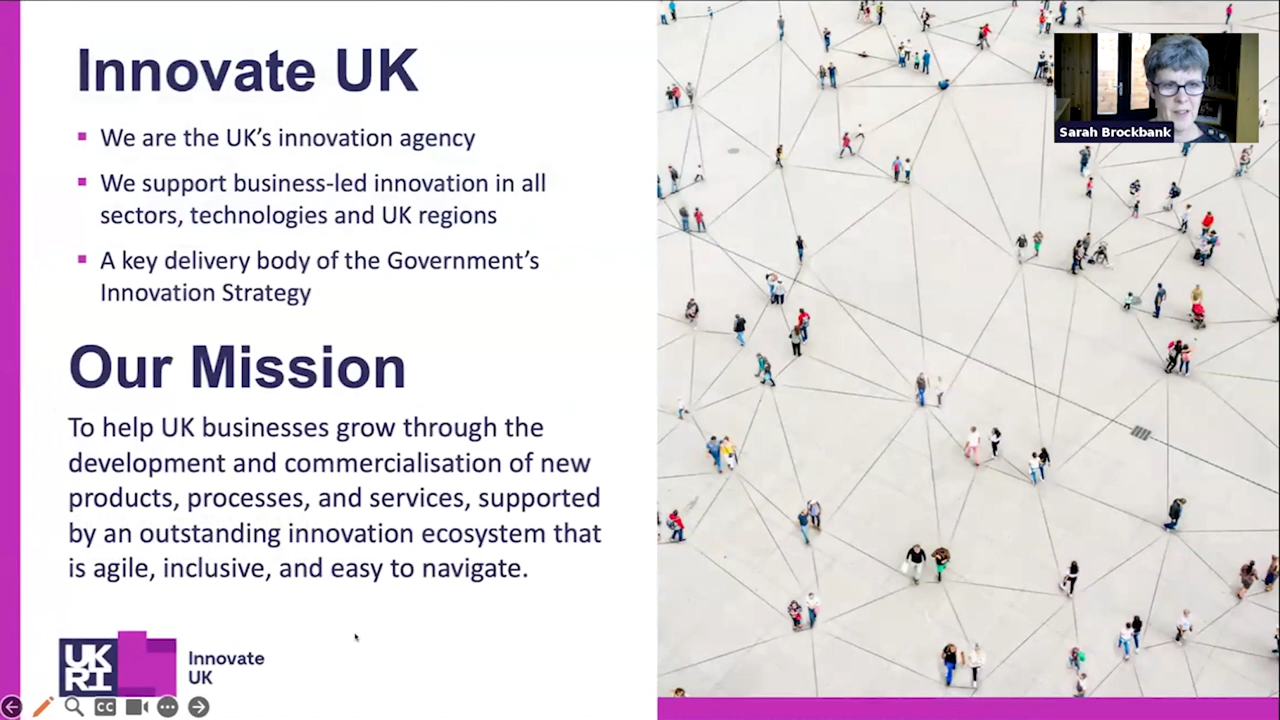 Innovate UK
We are the UK's innovation agency
We support business-led innovation in all
sectors, technologies and UK regions
A key delivery body of the Government's
Innovation Strategy
Our Mission
To help UK businesses grow through the
development and commercialisation of new
products, processes, and services, supported
by an outstanding innovation ecosystem that
is agile, inclusive, and easy to navigate.
UK
RI
Innovate
UK
CC
Sarah Brockbank